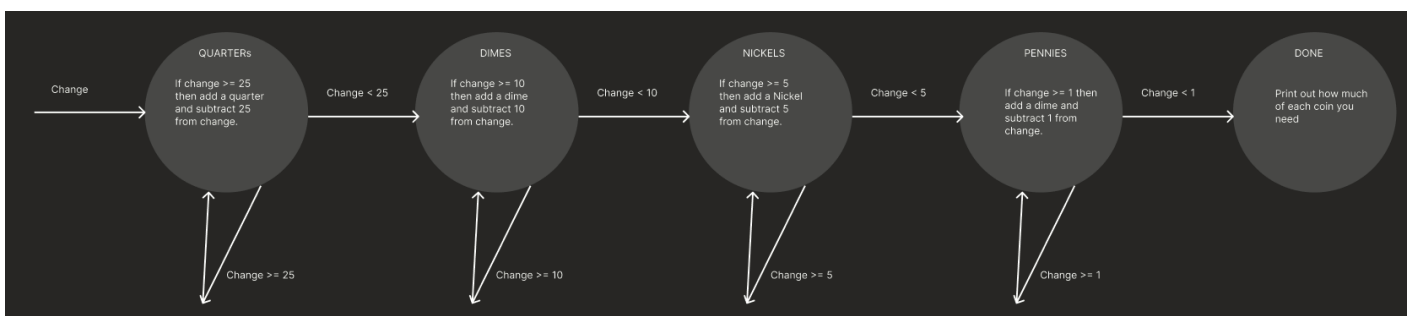 Change
QUARTERs
If change >= 25
then add a quarter
and subtract 25
from change.
Change >= 25
Change < 25
DIMES
If change >= 10
then add a dime
and subtract 10
from change.
Change >= 10
Change < 10
NICKELS
If change >= 5
then add a Nickel
and subtract 5
from change.
Change >= 5
Change < 5
PENNIES
If change >= 1 then
add a dime and
subtract 1 from
change.
Change >= 1
Change < 1
DONE
Print out how much
of each coin you
need